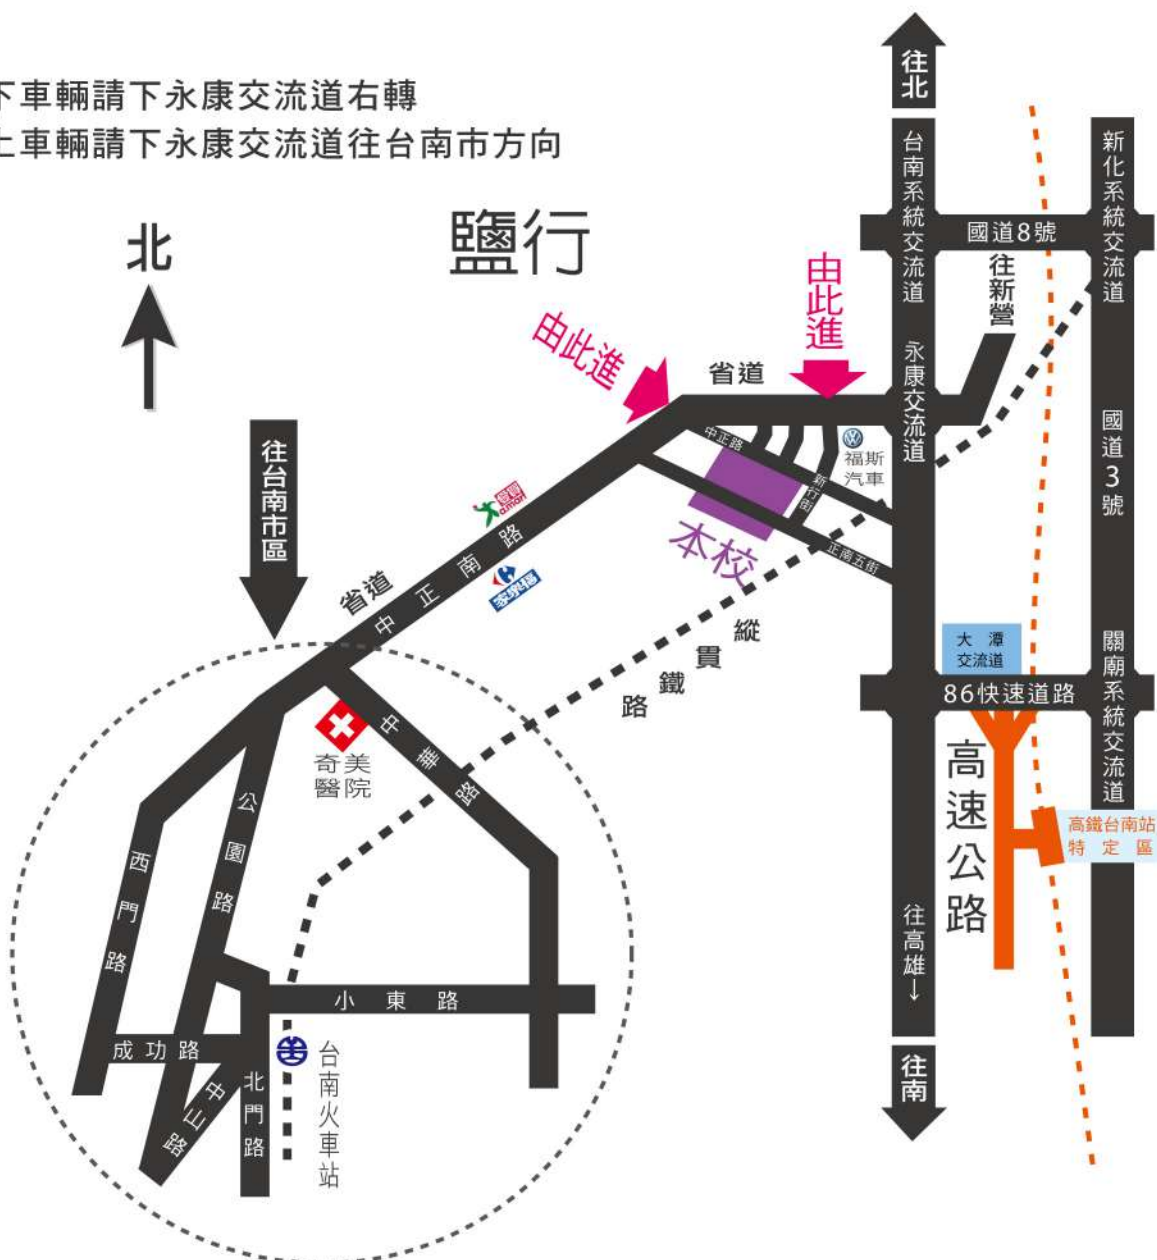 下車輛請下永康交流道右轉
上車輛請下永康交流道往台南市方向
北
鹽行
往北
台南系統交流道
新化系統交流道
國道8號
往新營
由此進
由此進
省道
永康交流道
國道3號
中正路
福斯
汽車
新行街
往台南市區
愛買
a.mart
本校
正南五街
省道
中正南路
家樂福
縱貫鐵路
大潭
交流道
86快速道路
關廟系統交流道
高速公路
高鐵台南站
特定區
奇美
醫院
中華路
公園路
西門路
往高雄↓
小東路
成功路
台南火車站
北門路
中山路
往南